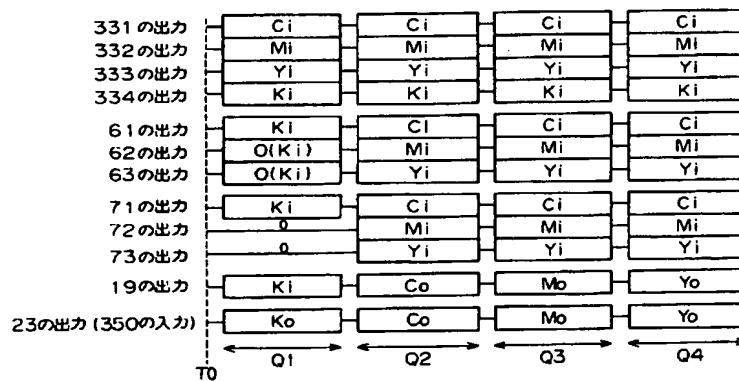 331の出力 Ci Ci Ci Ci
332の出力 Mi Mi Mi Mi
333の出力 Yi Yi Yi Yi
334の出力 Ki Ki Ki Ki
61の出力 Ki Ci Ci Ci
62の出力 O(Ki) Mi Mi Mi
63の出力 O(Ki) Yi Yi Yi
71の出力 Ki Ci Ci Ci
72の出力 0 Mi Mi Mi
73の出力 0 Yi Yi Yi
19の出力 Ki Co Mo Yo
23の出力(350の入力) Ko Co Mo Yo
T0 Q1 Q2 Q3 Q4